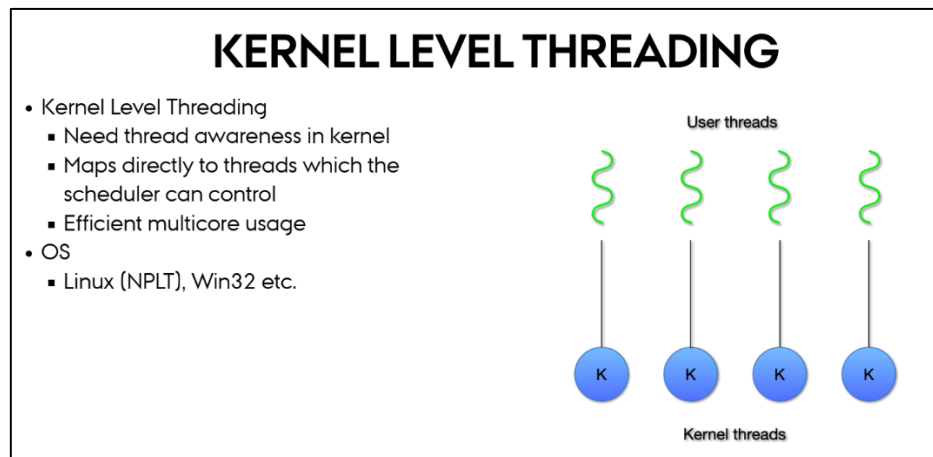 KERNEL LEVEL THREADING
• Kernel Level Threading
▪ Need thread awareness in kernel
▪ Maps directly to threads which the
scheduler can control
▪ Efficient multicore usage
• OS
▪ Linux (NPLT), Win32 etc.
User threads
K K K K
Kernel threads